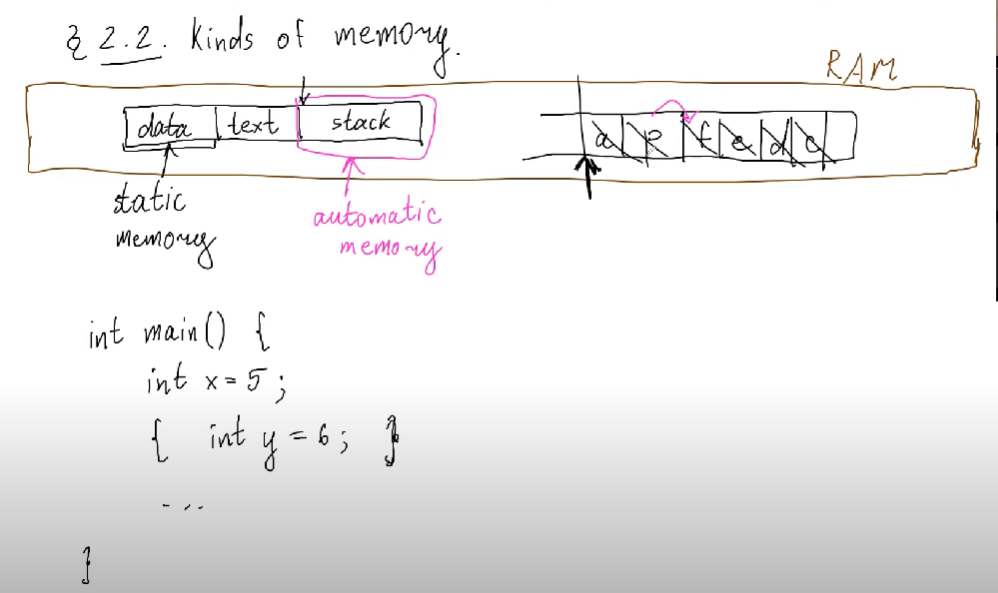 § 2.2. Kinds of memory.
RAM
data text stack
a e f e d c
static
memory
automatic
memory
int main() {
int x = 5 ;
{ int y = 6 ; }
...
}